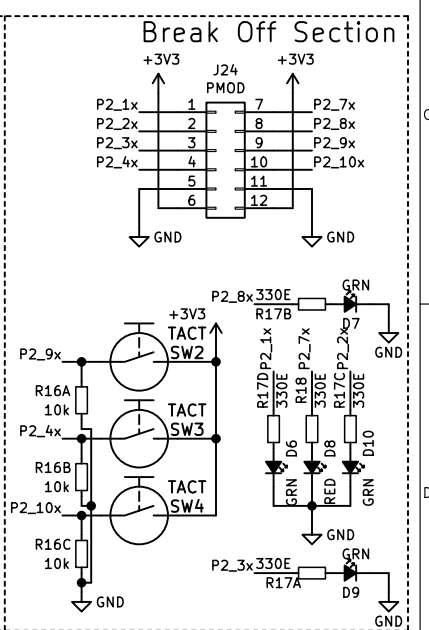 Break Off Section
+3V3 +3V3
J24
PMOD
P2_1x 1 7 P2_7x
P2_2x 2 8 P2_8x
P2_3x 3 9 P2_9x
P2_4x 4 10 P2_10x
5 11
6 12
GND GND
+3V3
TACT
SW2
P2_9x
R16A
10k
TACT
SW3
P2_4x
R16B
10k
TACT
SW4
P2_10x
R16C
10k
GND
P2_8x 330E GRN
R17B D7
GND
P2_1x
R17D 330E
D6
GRN
P2_7x
R18 330E
D8
RED
P2_2x
R17C 330E
D10
GRN
GND
P2_3x 330E GRN
R17A D9
GND
D